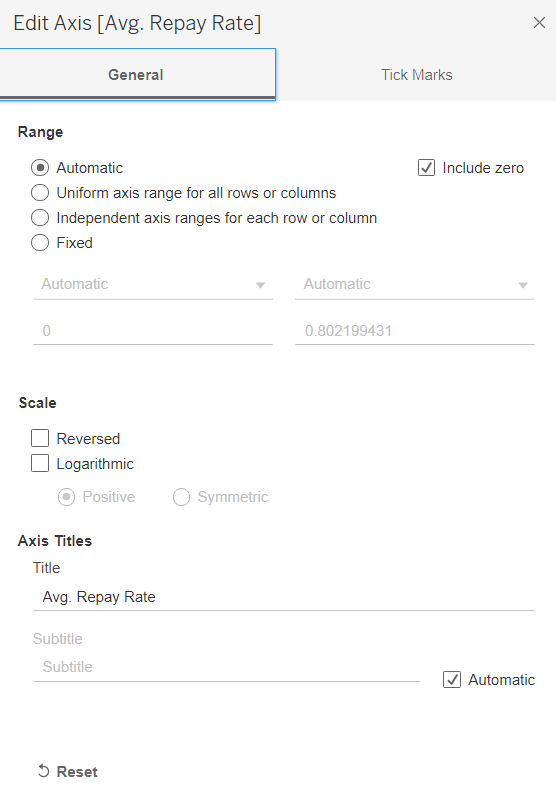 Edit Axis [Avg. Repay Rate]
General Tick Marks
Range
Automatic Include zero
Uniform axis range for all rows or columns
Independent axis ranges for each row or column
Fixed
Automatic Automatic
0 0.802199431
Scale
Reversed
Logarithmic
Positive Symmetric
Axis Titles
Title
Avg. Repay Rate
Subtitle
Subtitle
Automatic
Reset